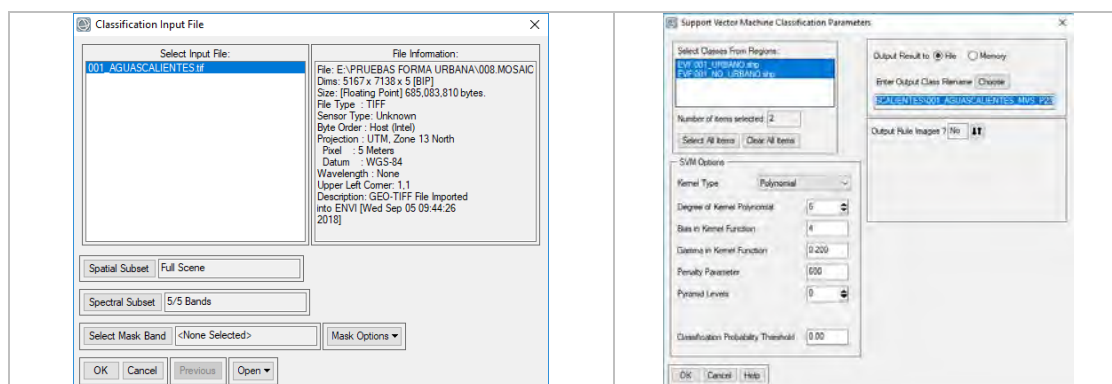 Classification Input File
Select Input File:
001_AGUASCALIENTES.tif
File Information:
File: E:\PRUEBAS FORMA URBANA\008.MOSAIC
Dims: 5167 x 7138 x 5 [BIP]
Size: [Floating Point] 685,083,810 bytes.
File Type : TIFF
Sensor Type: Unknown
Byte Order : Host (Intel)
Projection : UTM, Zone 13 North
Pixel : 5 Meters
Datum : WGS-84
Wavelength : None
Upper Left Corner: 1,1
Description: GEO-TIFF File Imported
into ENVI [Wed Sep 05 09:44:26
2018]
Spatial Subset Full Scene
Spectral Subset 5/5 Bands
Select Mask Band <None Selected> Mask Options
OK Cancel Previous Open
Support Vector Machine Classification Parameters
Select Classes From Regions:
EVF:001_URBANO.shp
EVF:001_NO_URBANO.shp
Number of items selected: 2
Select All Items Clear All Items
SVM Options
Kernel Type Polynomial
Degree of Kernel Polynomial 6
Bias in Kernel Function 4
Gamma in Kernel Function 0.200
Penalty Parameter 600
Pyramid Levels 0
Classification Probability Threshold 0.00
OK Cancel Help
Output Result to File Memory
Enter Output Class Filename Choose
SCALIENTES\001_AGUASCALIENTES_MVS_P23
Output Rule Images ? No